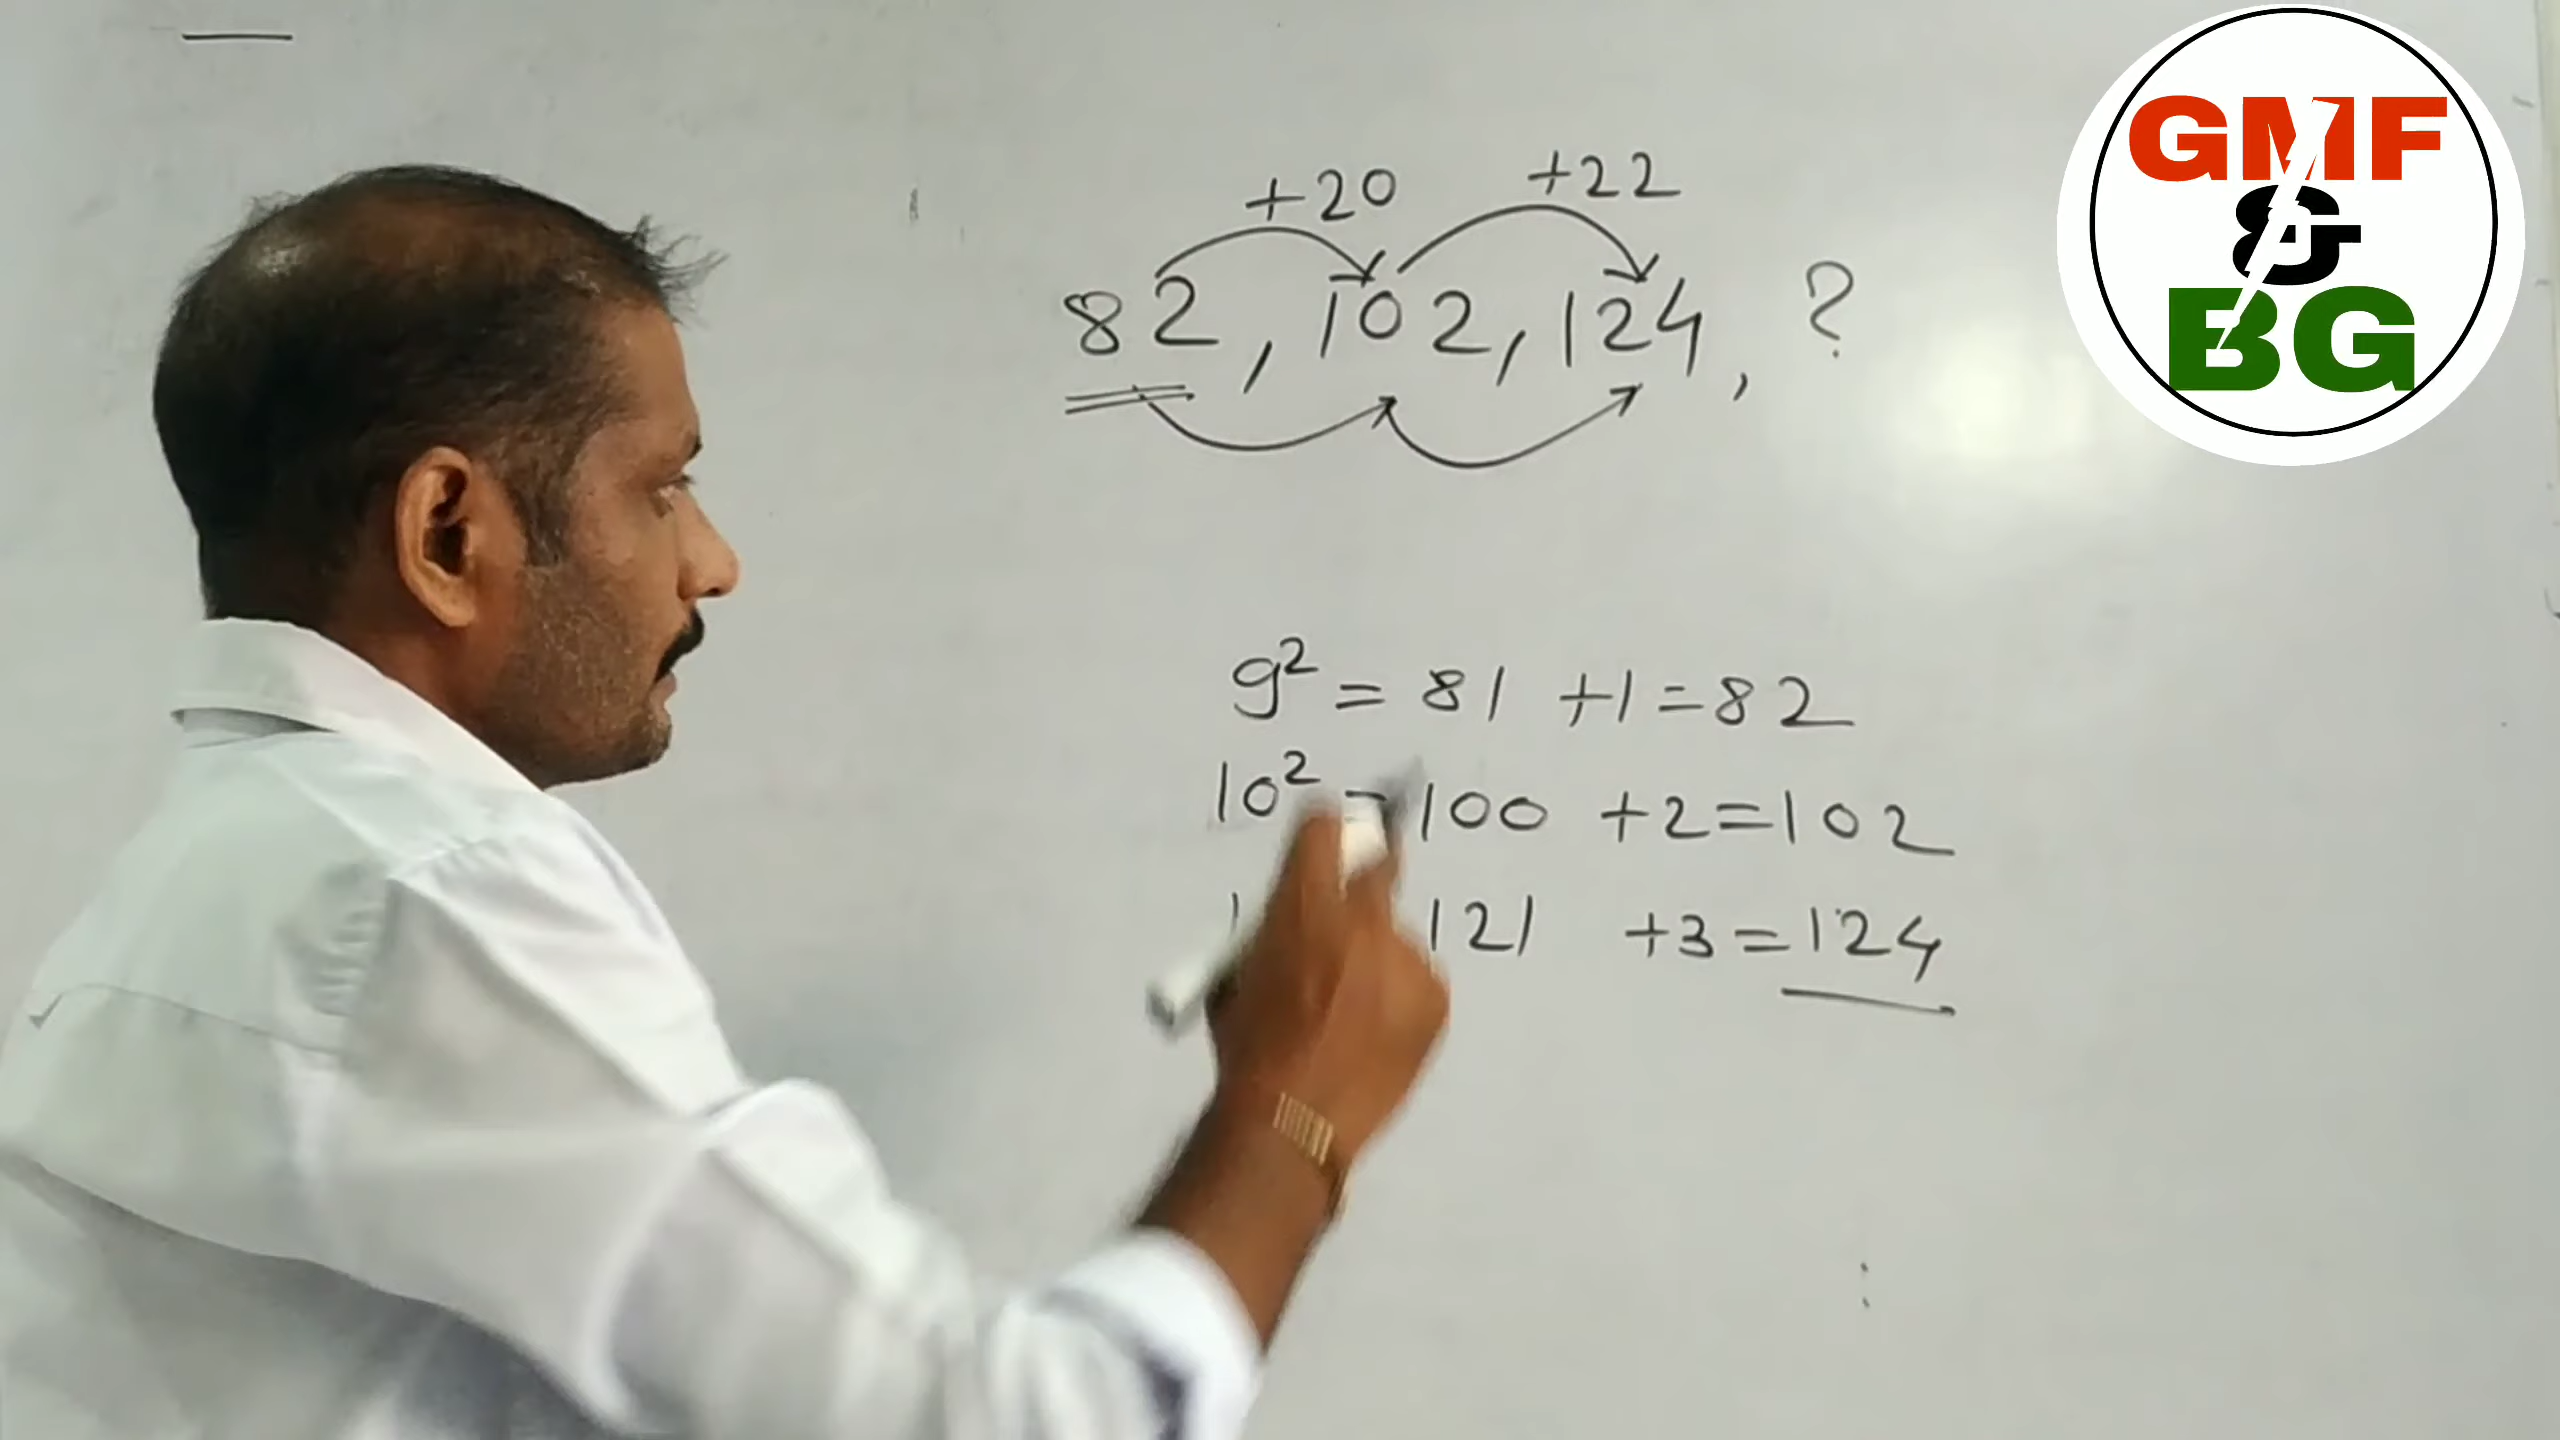 +20 +22
82, 102, 124, ?
9² = 81 +1 = 82
10² = 100 +2 = 102
121 +3 = 124
GMF
&
BG